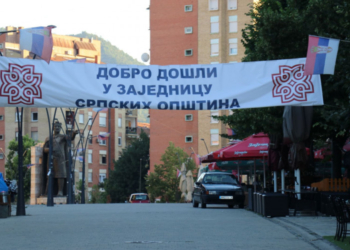 ДОБРО ДОШЛИ
У ЗАЈЕДНИЦУ
СРПСКИХ ОПШТИНА